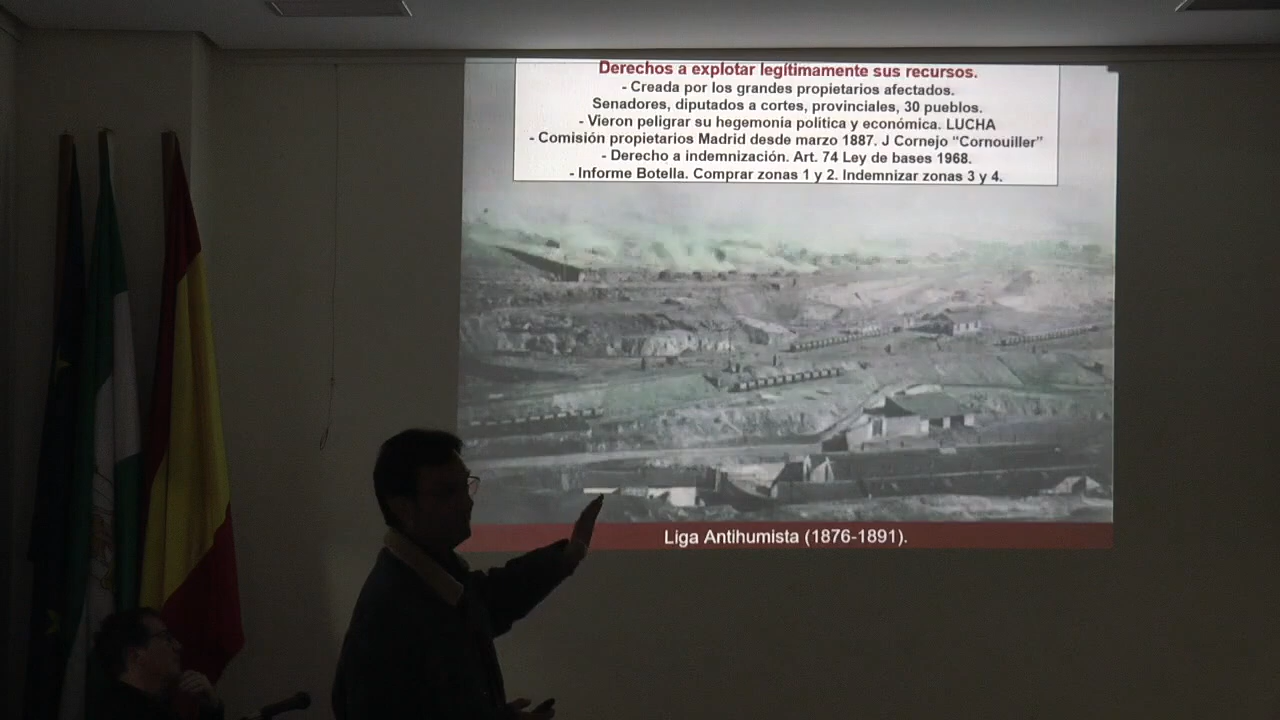 Derechos a explotar legítimamente sus recursos.
- Creada por los grandes propietarios afectados.
Senadores, diputados a cortes, provinciales, 30 pueblos.
- Vieron peligrar su hegemonía política y económica. LUCHA
- Comisión propietarios Madrid desde marzo 1887. J Cornejo “Cornouiller”
- Derecho a indemnización. Art. 74 Ley de bases 1968.
- Informe Botella. Comprar zonas 1 y 2. Indemnizar zonas 3 y 4.
Liga Antihumista (1876-1891).